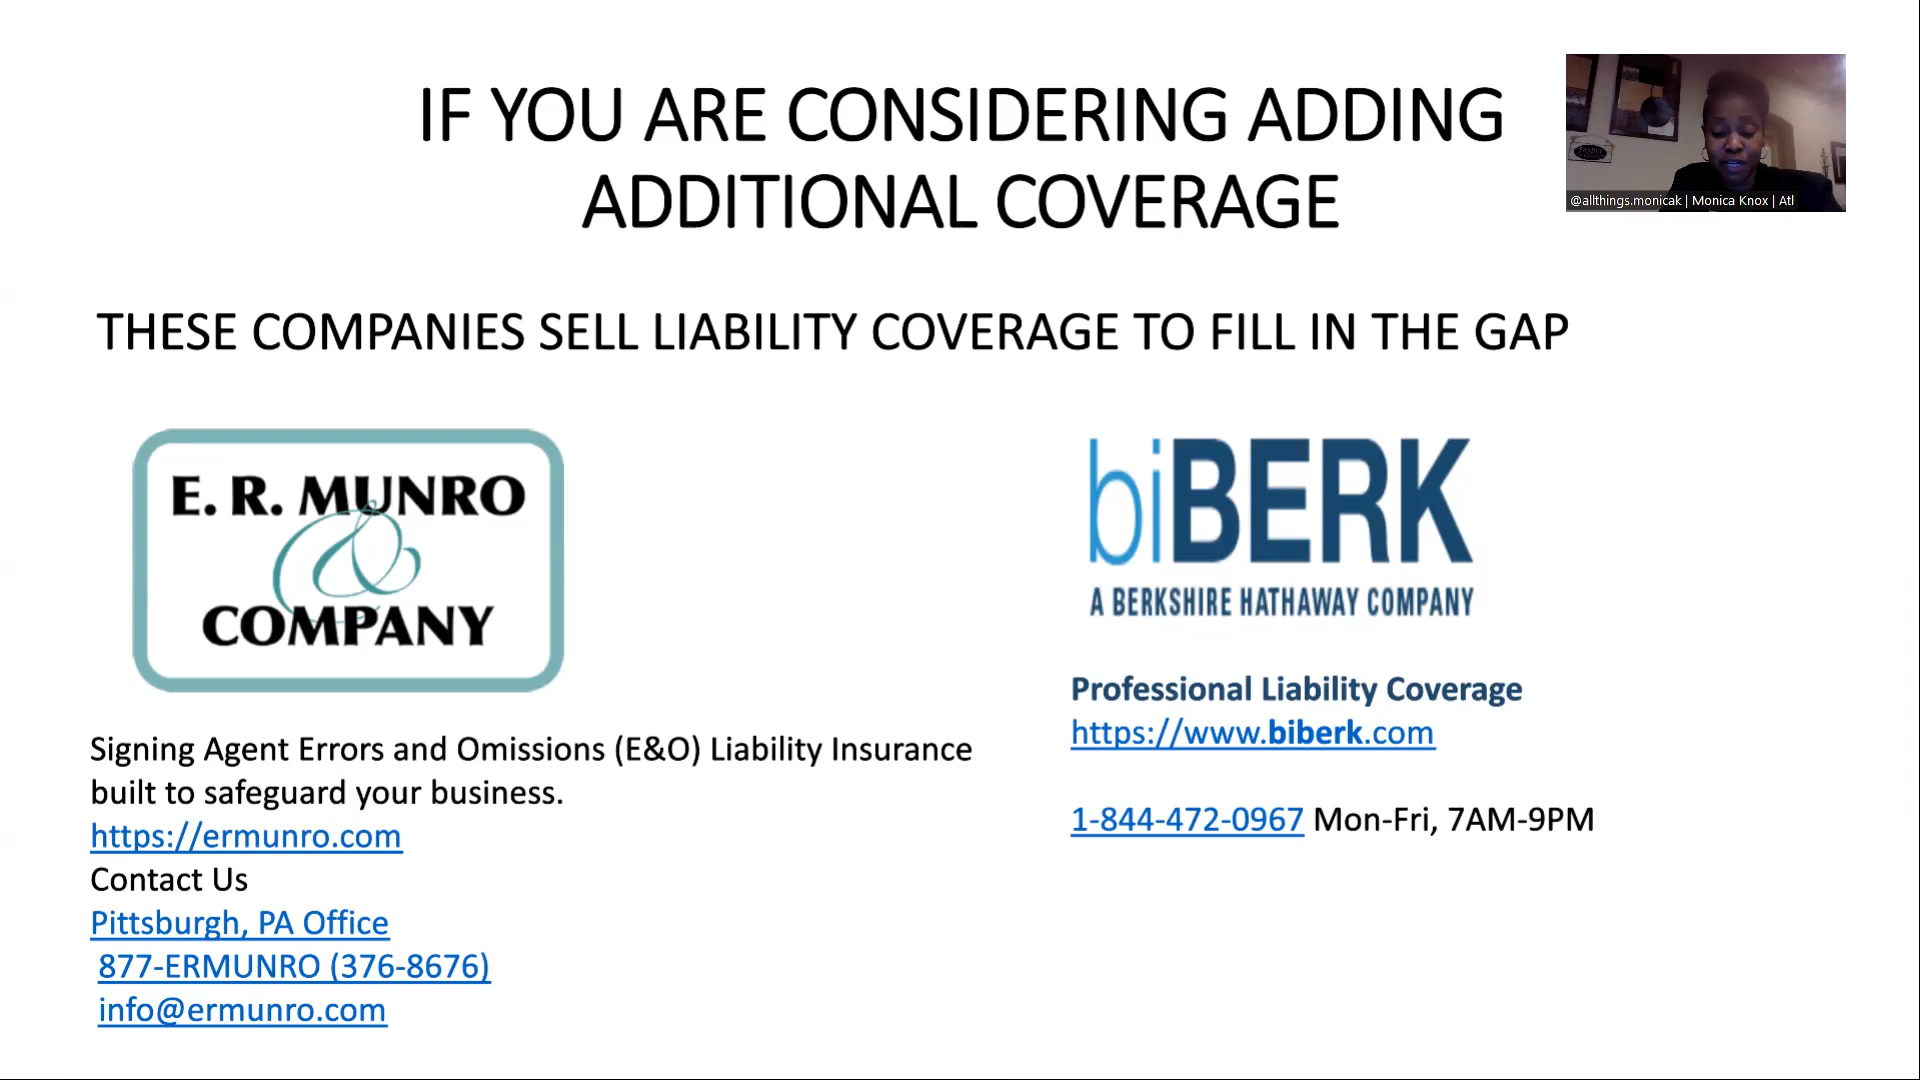 IF YOU ARE CONSIDERING ADDING
ADDITIONAL COVERAGE
@allthings.monicak | Monica Knox | Atl
THESE COMPANIES SELL LIABILITY COVERAGE TO FILL IN THE GAP
E. R. MUNRO
&
COMPANY
Signing Agent Errors and Omissions (E&O) Liability Insurance
built to safeguard your business.
https://ermunro.com
Contact Us
Pittsburgh, PA Office
877-ERMUNRO (376-8676)
info@ermunro.com
biBERK
A BERKSHIRE HATHAWAY COMPANY
Professional Liability Coverage
https://www.biberk.com
1-844-472-0967 Mon-Fri, 7AM-9PM